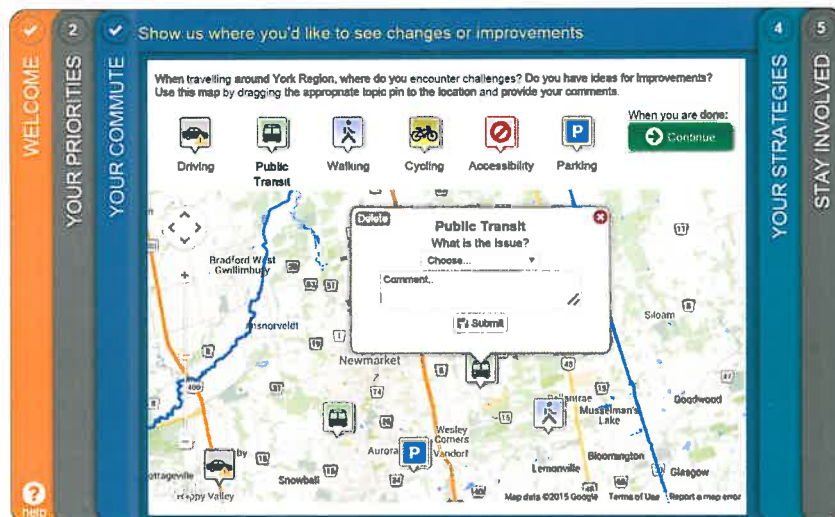 WELCOME
help
2
YOUR PRIORITIES
YOUR COMMUTE
Show us where you'd like to see changes or improvements
When travelling around York Region, where do you encounter challenges? Do you have ideas for improvements?
Use this map by dragging the appropriate topic pin to the location and provide your comments.
Driving
Public Transit
Walking
Cycling
Accessibility
P
Parking
When you are done:
Continue
Delete
Public Transit
What is the Issue?
Choose...
Comment..
Submit
Bradford West
Gwillimbury
Ansnorveldt
Newmarket
Siloam
Ballantrae
Musselman's
Lake
Goodwood
Bloomington
Wesley
Corners
Aurora
P
Vandorf
Lemonville
Glasgow
Snowball
Happy Valley
400
74
15
Map data ©2015 Google
Terms of Use
Report a map error
4
YOUR STRATEGIES
5
STAY INVOLVED